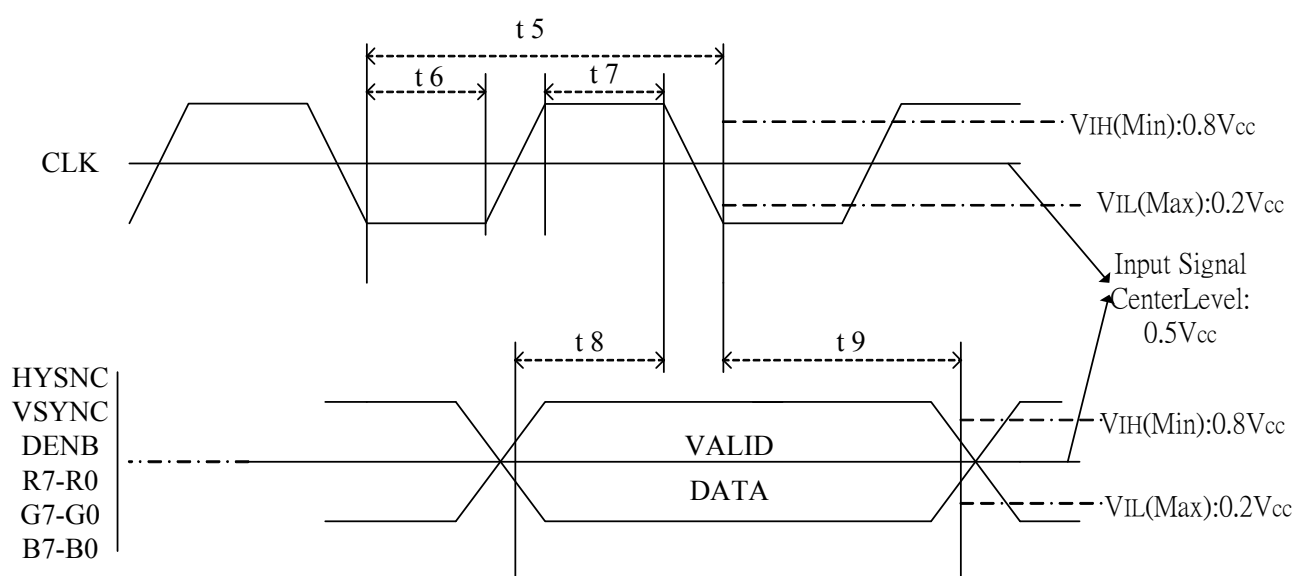 t 5
t 6
t 7
VIH(Min):0.8Vcc
CLK
VIL(Max):0.2Vcc
Input Signal
CenterLevel:
0.5Vcc
t 8
t 9
HYSNC
VSYNC
DENB
R7-R0
G7-G0
B7-B0
VALID
DATA
VIH(Min):0.8Vcc
VIL(Max):0.2Vcc